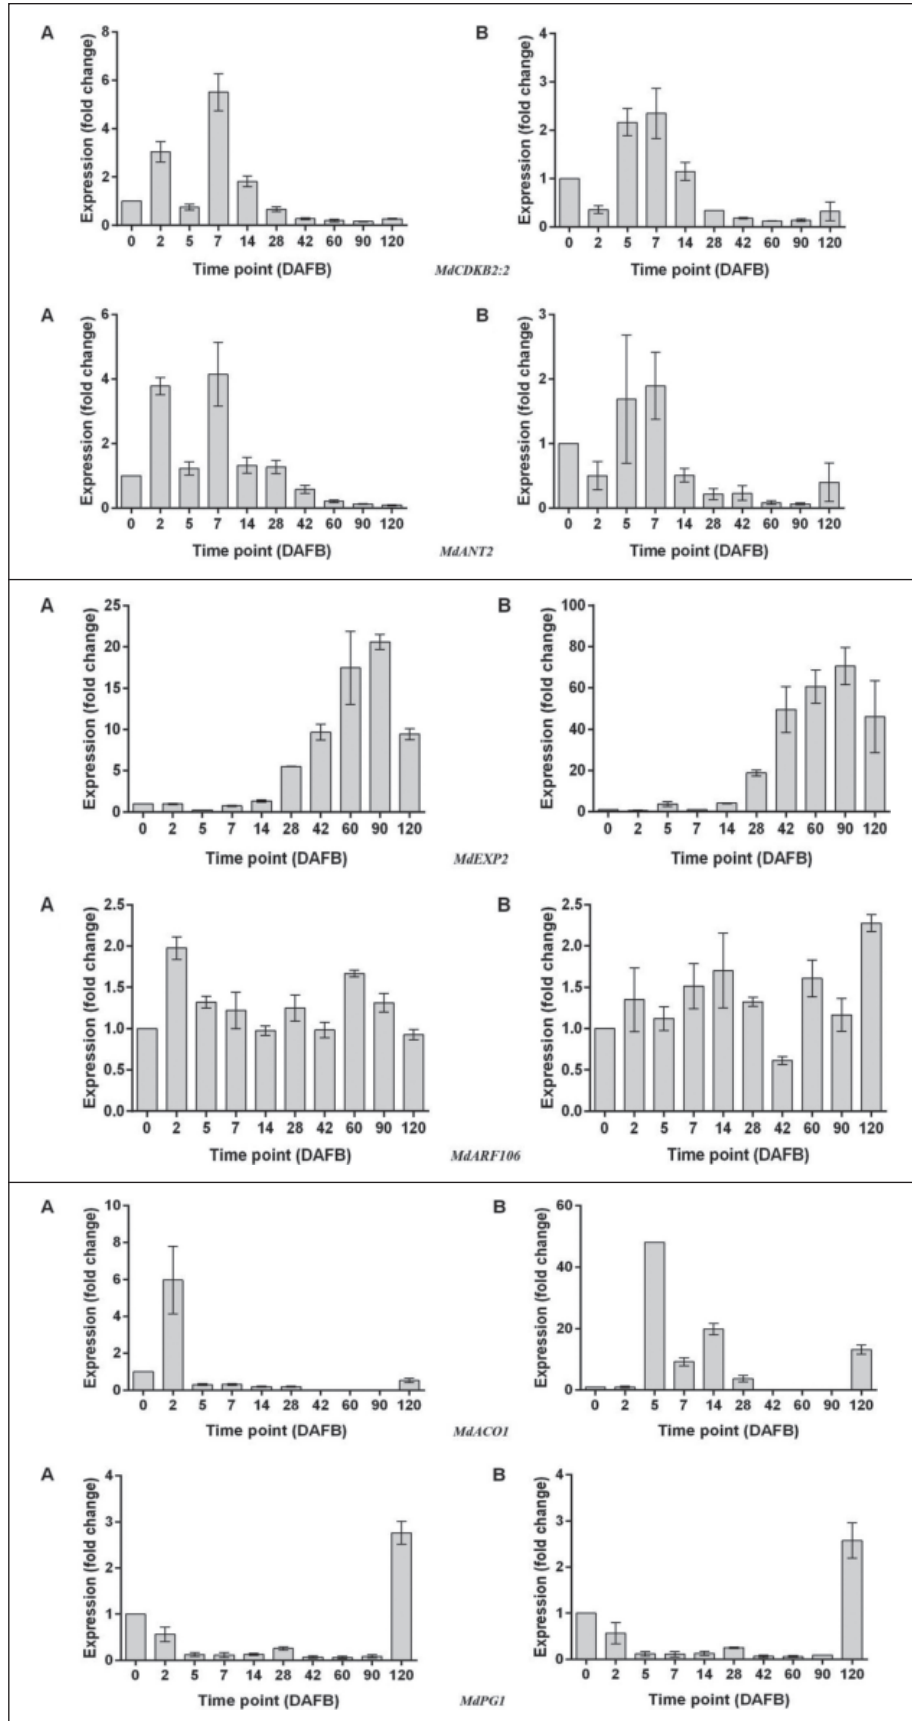 A
B
Expression (fold change)
8
6
4
2
0
0 2 5 7 14 28 42 60 90 120
Time point (DAFB)
Expression (fold change)
4
3
2
1
0
0 2 5 7 14 28 42 60 90 120
Time point (DAFB)
MdCDKB2:2
A
B
Expression (fold change)
6
4
2
0
0 2 5 7 14 28 42 60 90 120
Time point (DAFB)
Expression (fold change)
3
2
1
0
0 2 5 7 14 28 42 60 90 120
Time point (DAFB)
MdANT2
A
B
Expression (fold change)
25
20
15
10
5
0
0 2 5 7 14 28 42 60 90 120
Time point (DAFB)
Expression (fold change)
100
80
60
40
20
0
0 2 5 7 14 28 42 60 90 120
Time point (DAFB)
MdEXP2
A
B
Expression (fold change)
2.5
2.0
1.5
1.0
0.5
0.0
0 2 5 7 14 28 42 60 90 120
Time point (DAFB)
Expression (fold change)
2.5
2.0
1.5
1.0
0.5
0.0
0 2 5 7 14 28 42 60 90 120
Time point (DAFB)
MdARF106
A
B
Expression (fold change)
10
8
6
4
2
0
0 2 5 7 14 28 42 60 90 120
Time point (DAFB)
Expression (fold change)
60
40
20
0
0 2 5 7 14 28 42 60 90 120
Time point (DAFB)
MdACO1
A
B
Expression (fold change)
4
3
2
1
0
0 2 5 7 14 28 42 60 90 120
Time point (DAFB)
Expression (fold change)
4
3
2
1
0
0 2 5 7 14 28 42 60 90 120
Time point (DAFB)
MdPG1